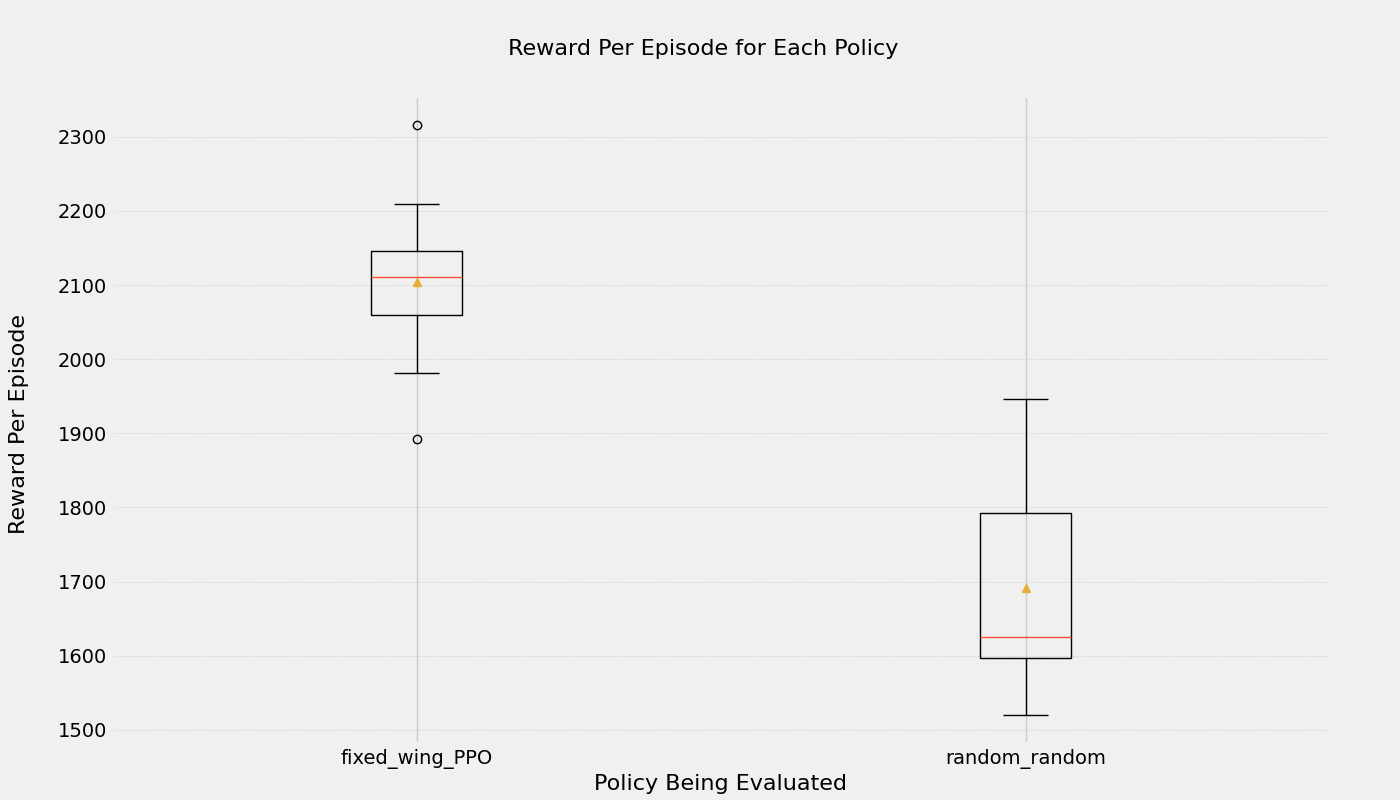 Reward Per Episode for Each Policy
Reward Per Episode
2300
2200
2100
2000
1900
1800
1700
1600
1500
fixed_wing_PPO
random_random
Policy Being Evaluated